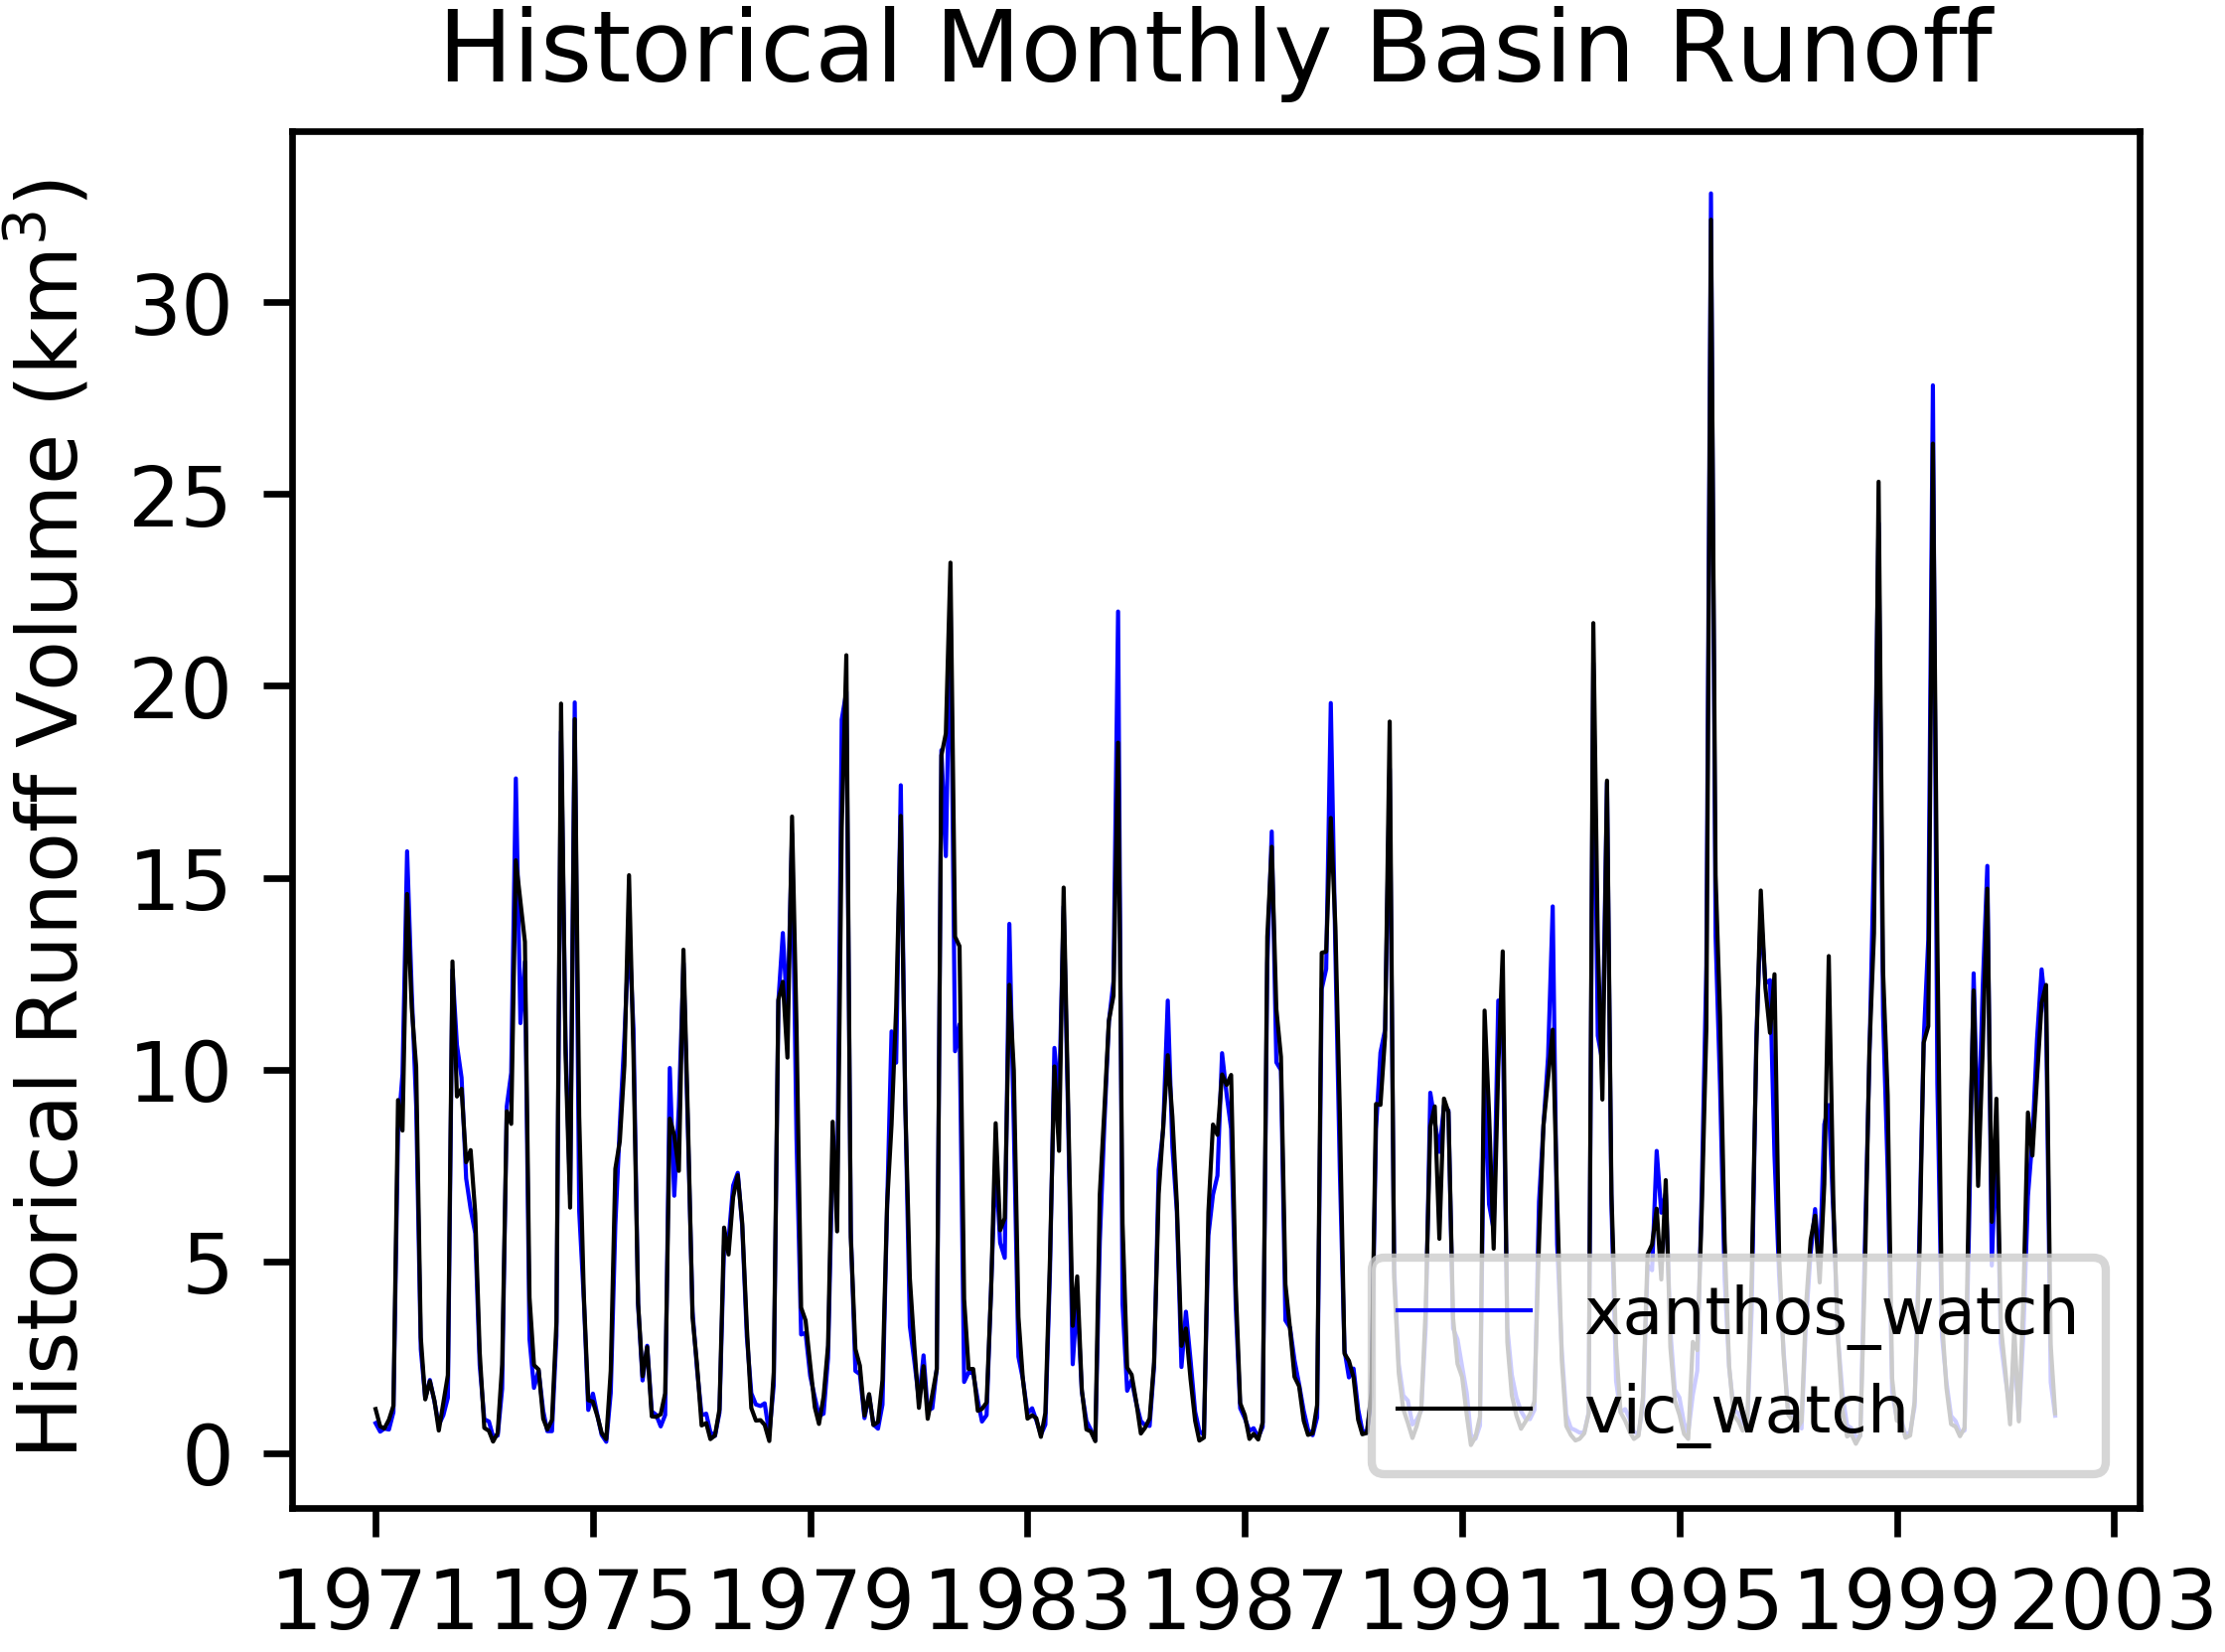 Historical Monthly Basin Runoff
Historical Runoff Volume (km³)
30
25
20
15
10
5
0
xanthos_watch
vic_watch
1971 1975 1979 1983 1987 1991 1995 1999 2003